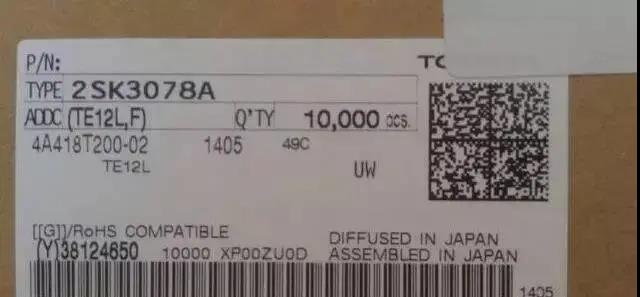 P/N:
TYPE 2SK3078A
ADDC (TE12L,F) Q'TY 10,000 pcs.
4A418T200-02 1405 49C
TE12L UW
[[G]]/RoHS COMPATIBLE
DIFFUSED IN JAPAN
(Y)38124650 10000 XP00ZU0D ASSEMBLED IN JAPAN
1405